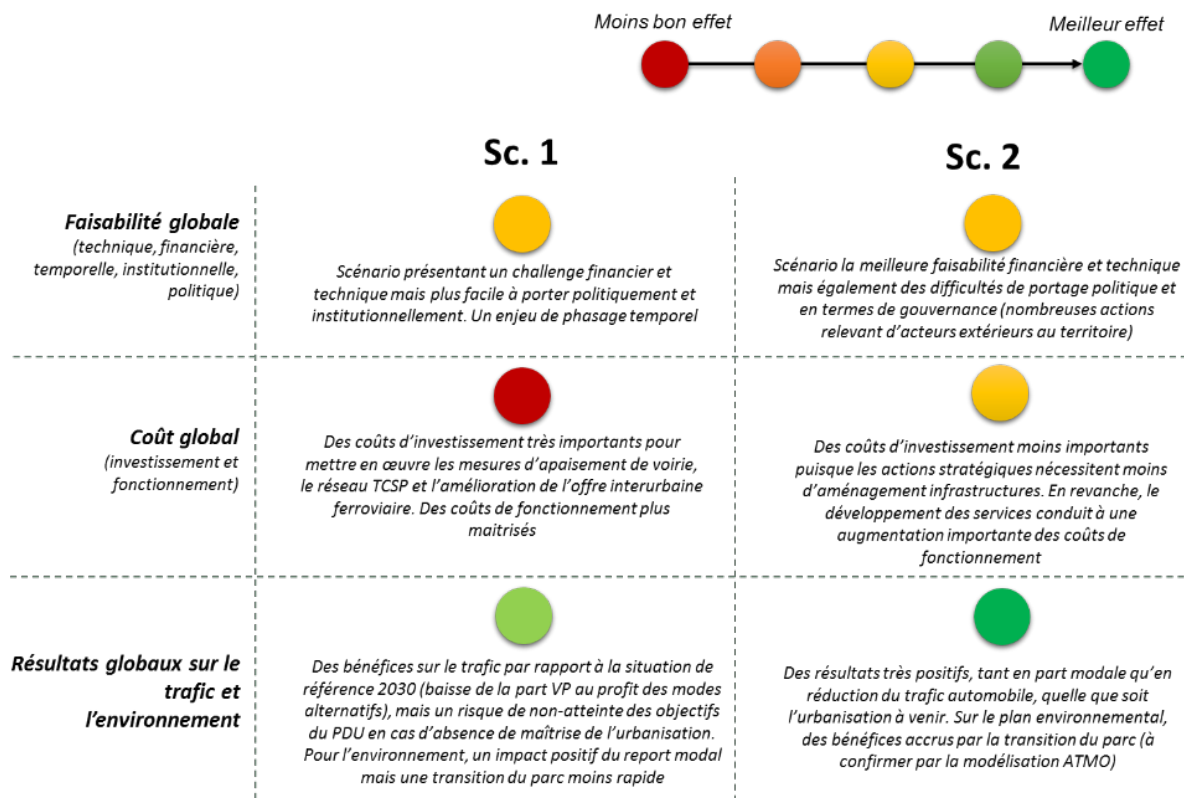 Moins bon effet
Meilleur effet
Sc. 1
Sc. 2
Faisabilité globale
(technique, financière,
temporelle, institutionnelle,
politique)
Scénario présentant un challenge financier et
technique mais plus facile à porter politiquement et
institutionnellement. Un enjeu de phasage temporel
Scénario la meilleure faisabilité financière et technique
mais également des difficultés de portage politique et
en termes de gouvernance (nombreuses actions
relevant d'acteurs extérieurs au territoire)
Coût global
(investissement et
fonctionnement)
Des coûts d'investissement très importants pour
mettre en œuvre les mesures d'apaisement de voirie,
le réseau TCSP et l'amélioration de l'offre interurbaine
ferroviaire. Des coûts de fonctionnement plus
maitrisés
Des coûts d'investissement moins importants
puisque les actions stratégiques nécessitent moins
d'aménagement infrastructures. En revanche, le
développement des services conduit à une
augmentation importante des coûts de
fonctionnement
Résultats globaux sur le
trafic et
l'environnement
Des bénéfices sur le trafic par rapport à la situation de
référence 2030 (baisse de la part VP au profit des modes
alternatifs), mais un risque de non-atteinte des objectifs
du PDU en cas d'absence de maîtrise de l'urbanisation.
Pour l'environnement, un impact positif du report modal
mais une transition du parc moins rapide
Des résultats très positifs, tant en part modale qu'en
réduction du trafic automobile, quelle que soit
l'urbanisation à venir. Sur le plan environnemental,
des bénéfices accrus par la transition du parc (à
confirmer par la modélisation ATMO)